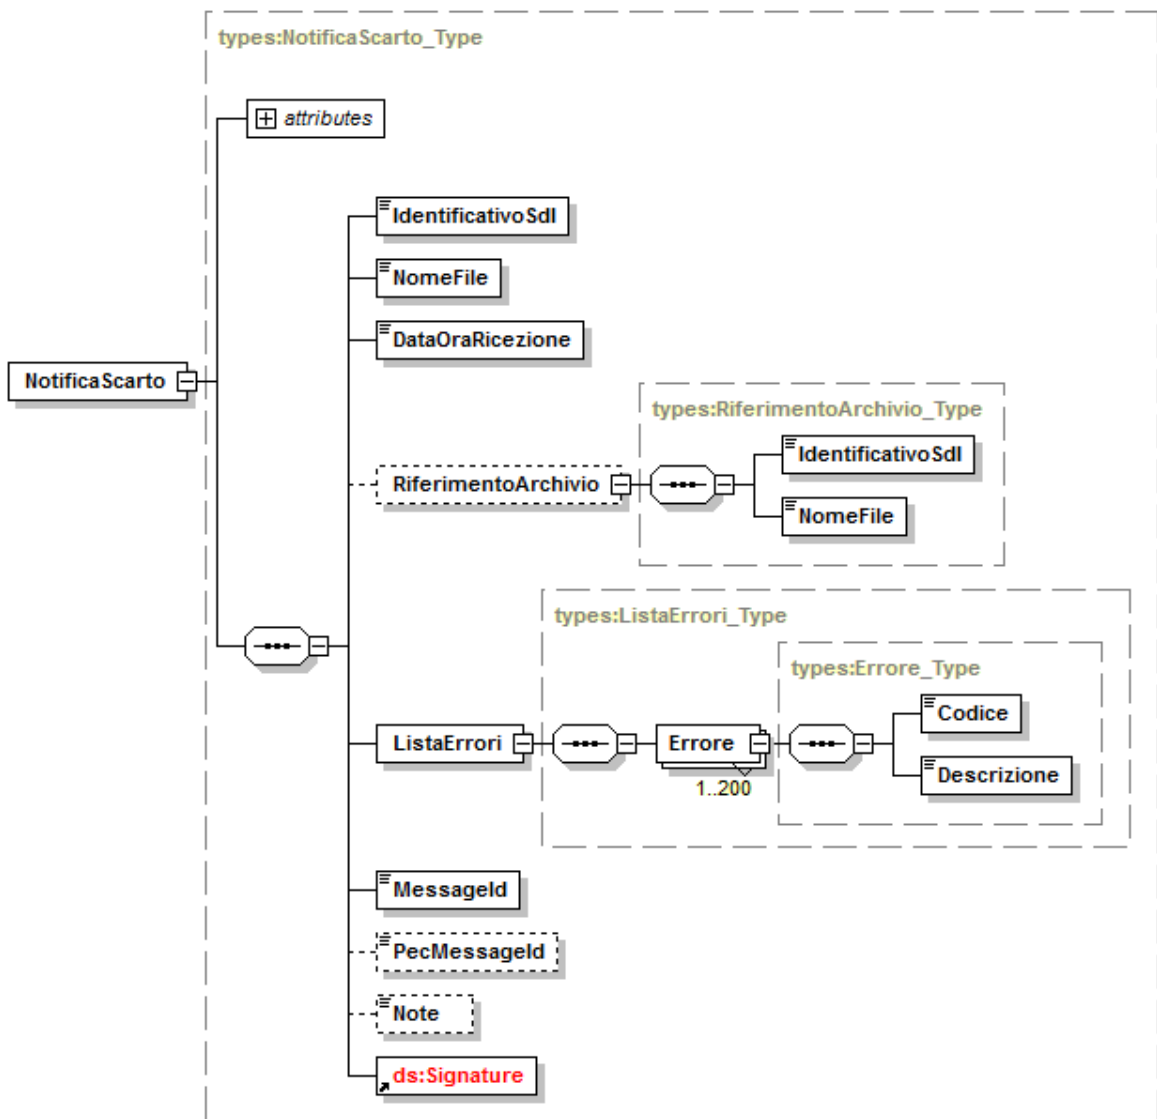 types:NotificaScarto_Type
attributes
IdentificativoSdI
NomeFile
DataOraRicezione
NotificaScarto
types:RiferimentoArchivio_Type
IdentificativoSdI
RiferimentoArchivio
NomeFile
types:ListaErrori_Type
types:Errore_Type
Codice
ListaErrori
Errore
Descrizione
1..200
MessageId
PecMessageId
Note
ds:Signature